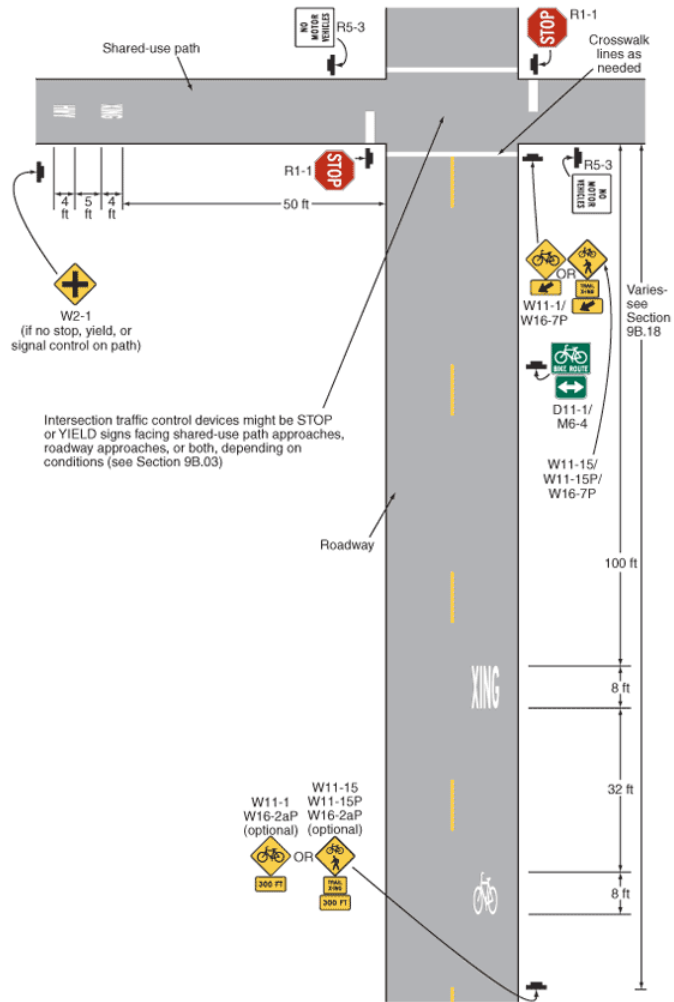 NO
MOTOR
VEHICLES
R5-3
R1-1
STOP
Shared-use path
Crosswalk
lines as
needed
HWY
XING
R1-1
STOP
R5-3
NO
MOTOR
VEHICLES
4
ft
5
ft
4
ft
50 ft
W2-1
(if no stop, yield, or
signal control on path)
OR
TRAIL
X-ING
W11-1/
W16-7P
Varies-
see
Section
9B.18
BIKE ROUTE
D11-1/
M6-4
Intersection traffic control devices might be STOP
or YIELD signs facing shared-use path approaches,
roadway approaches, or both, depending on
conditions (see Section 9B.03)
W11-15/
W11-15P/
W16-7P
Roadway
100 ft
XING
8 ft
32 ft
W11-1
W16-2aP
(optional)
W11-15
W11-15P
W16-2aP
(optional)
OR
300 FT
TRAIL
X-ING
300 FT
8 ft